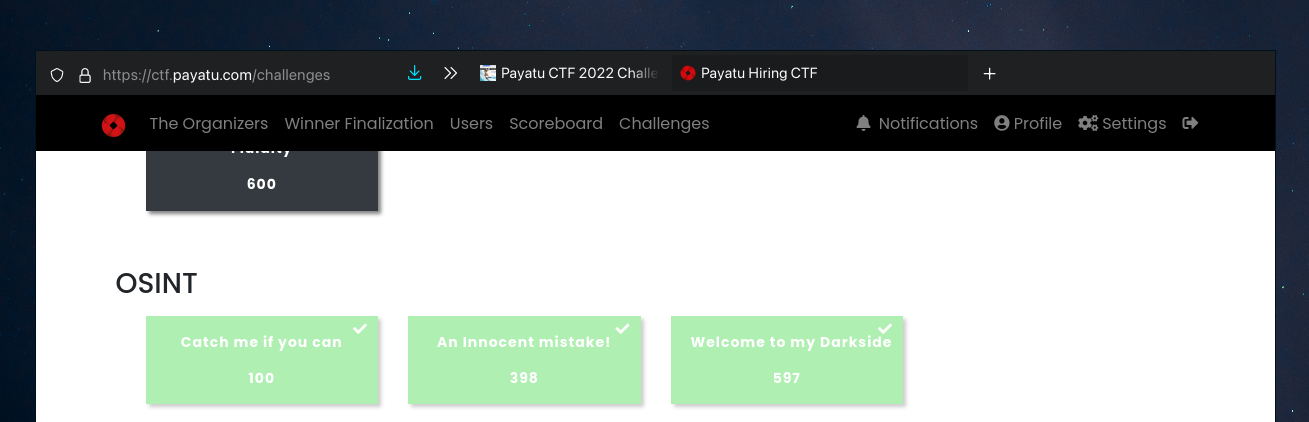 https://ctf.payatu.com/challenges
Payatu CTF 2022 Challe
Payatu Hiring CTF
The Organizers Winner Finalization Users Scoreboard Challenges Notifications Profile Settings
600
OSINT
Catch me if you can An Innocent mistake! Welcome to my Darkside
100 398 597